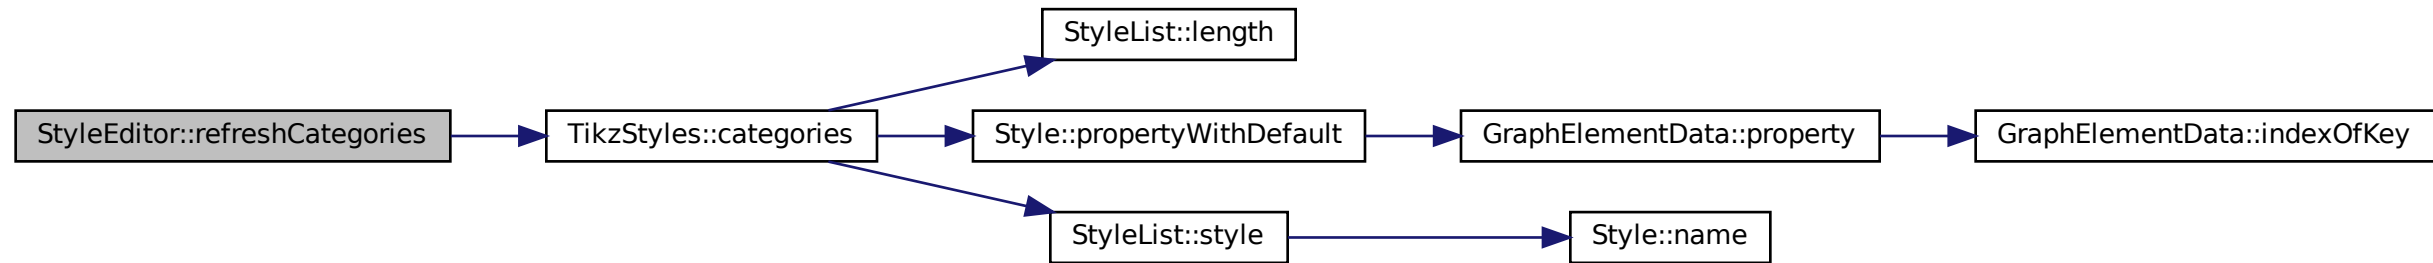 StyleList::length
StyleEditor::refreshCategories
TikzStyles::categories
Style::propertyWithDefault
GraphElementData::property
GraphElementData::indexOfKey
StyleList::style
Style::name